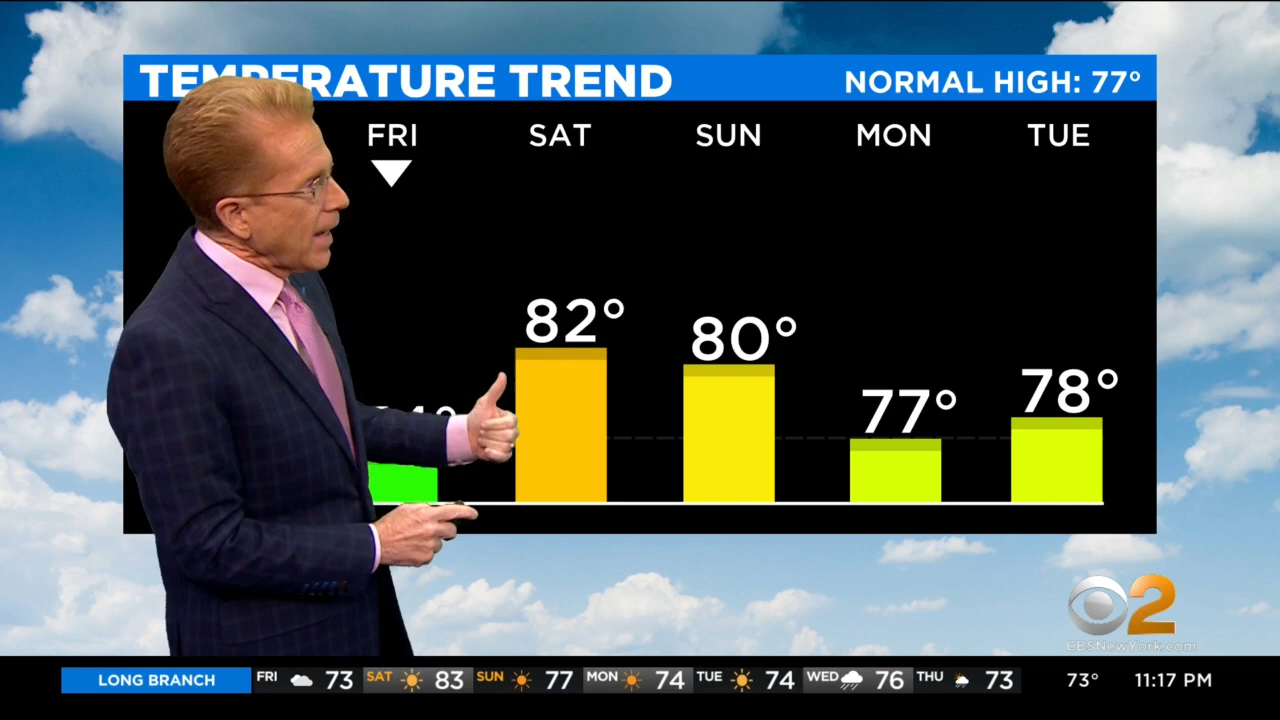 TEMPERATURE TREND
NORMAL HIGH: 77°
FRI SAT SUN MON TUE
82° 80° 77° 78°
2
CBSNewYork.com
LONG BRANCH FRI 73 SAT 83 SUN 77 MON 74 TUE 74 WED 76 THU 73 73° 11:17 PM